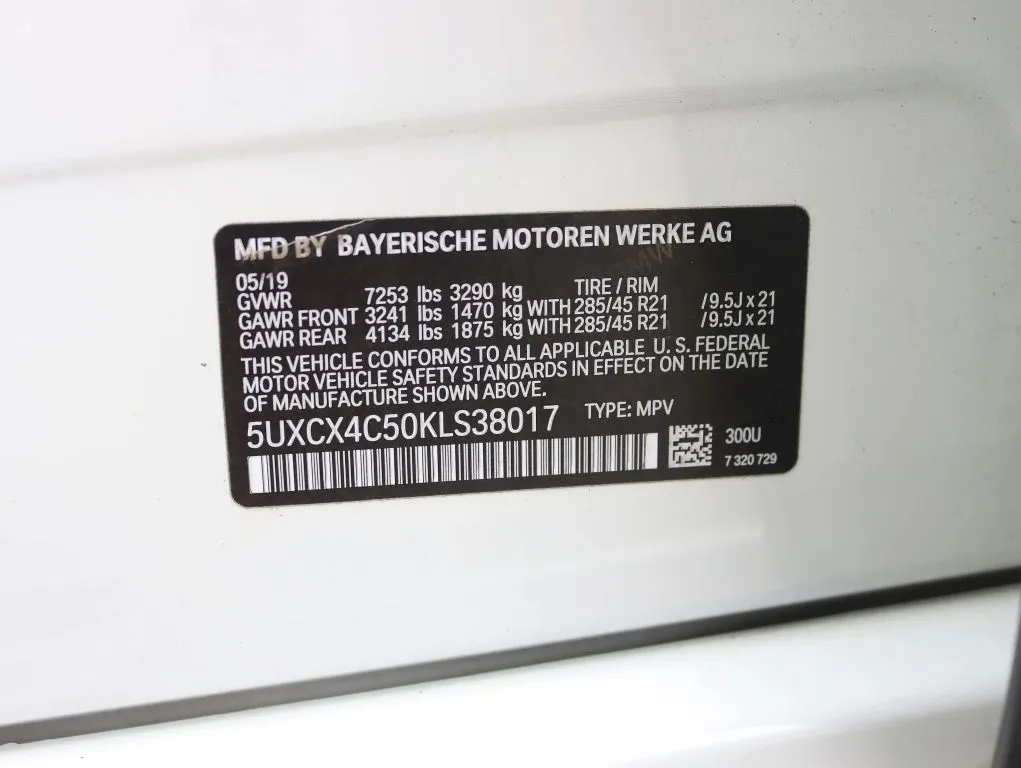 MFD BY BAYERISCHE MOTOREN WERKE AG
05/19 TIRE / RIM
GVWR 7253 lbs 3290 kg
GAWR FRONT 3241 lbs 1470 kg WITH 285/45 R21 /9.5J x 21
GAWR REAR 4134 lbs 1875 kg WITH 285/45 R21 /9.5J x 21
THIS VEHICLE CONFORMS TO ALL APPLICABLE U. S. FEDERAL
MOTOR VEHICLE SAFETY STANDARDS IN EFFECT ON THE DATE
OF MANUFACTURE SHOWN ABOVE.
5UXCX4C50KLS38017 TYPE: MPV
300U
7 320 729